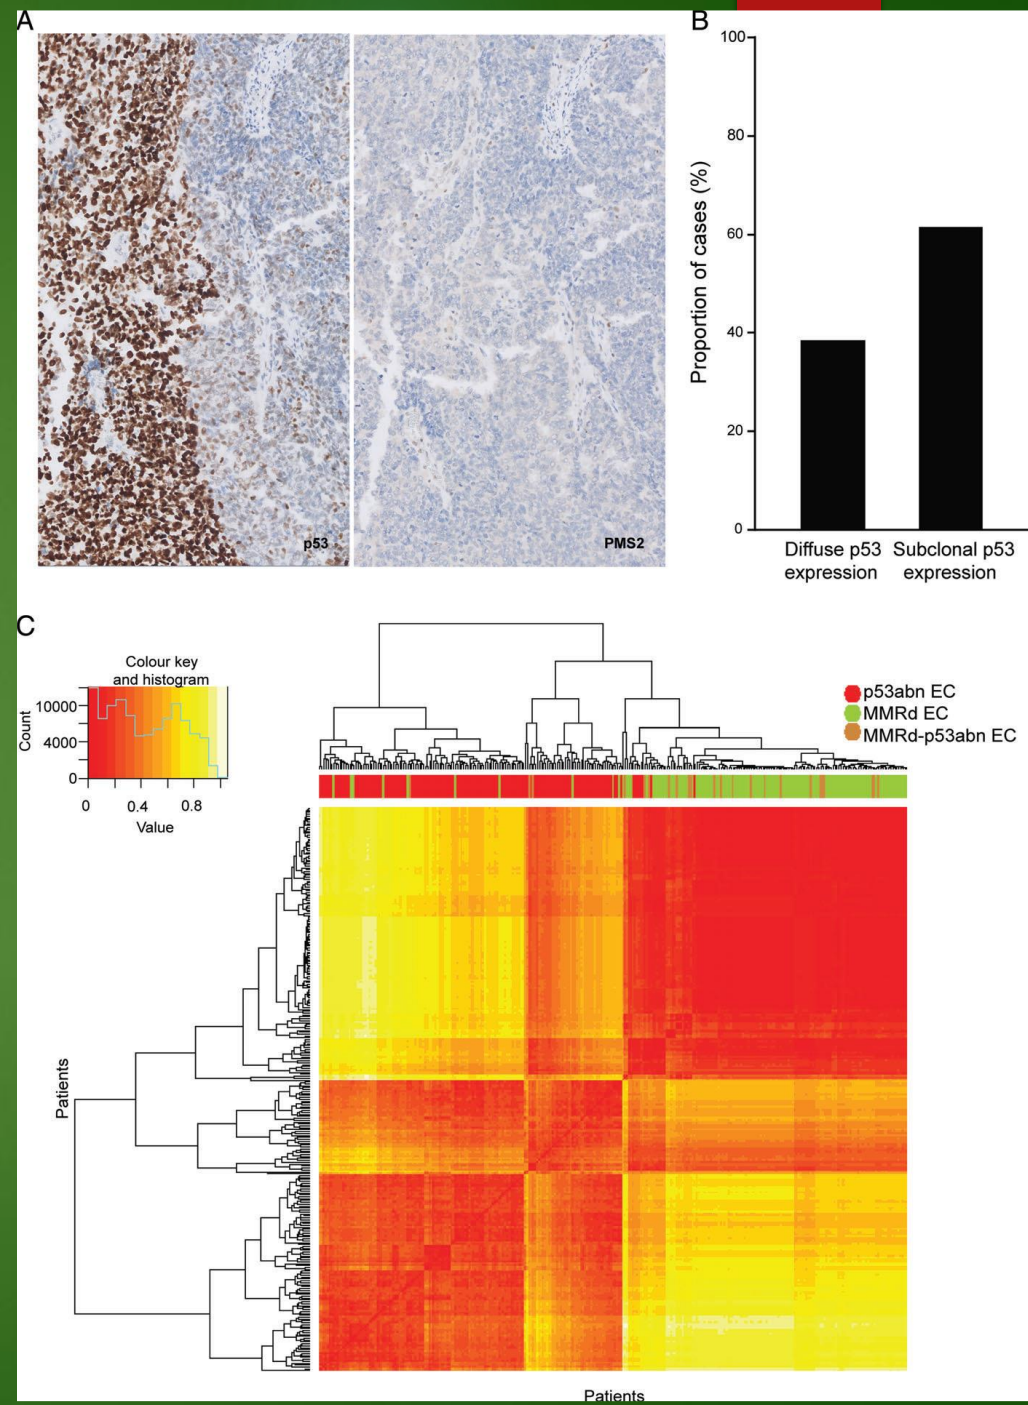 A
B
p53
PMS2
100
80
60
40
20
0
Proportion of cases (%)
Diffuse p53
expression
Subclonal p53
expression
C
Colour key
and histogram
Count
10000
4000
0
0
0.4
0.8
Value
p53abn EC
MMRd EC
MMRd-p53abn EC
Patients
Patients